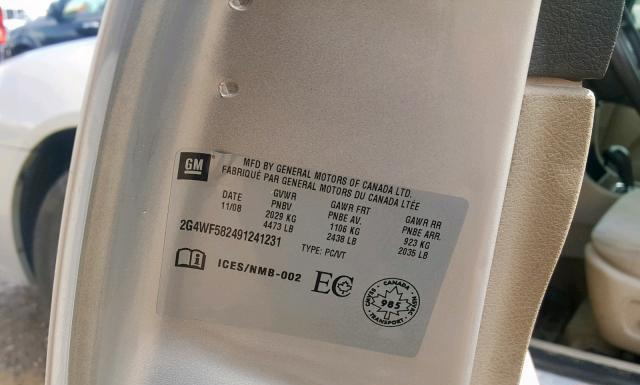 GM
MFD BY GENERAL MOTORS OF CANADA LTD.
FABRIQUÉ PAR GENERAL MOTORS DU CANADA LTÉE
DATE GVWR GAWR FRT GAWR RR
11/08 PNBV PNBE AV. PNBE ARR.
2029 KG 1106 KG 923 KG
4473 LB 2438 LB 2035 LB
2G4WF582491241231 TYPE: PC/VT
ICES/NMB-002 EC
CANADA
985
TRANSPORT